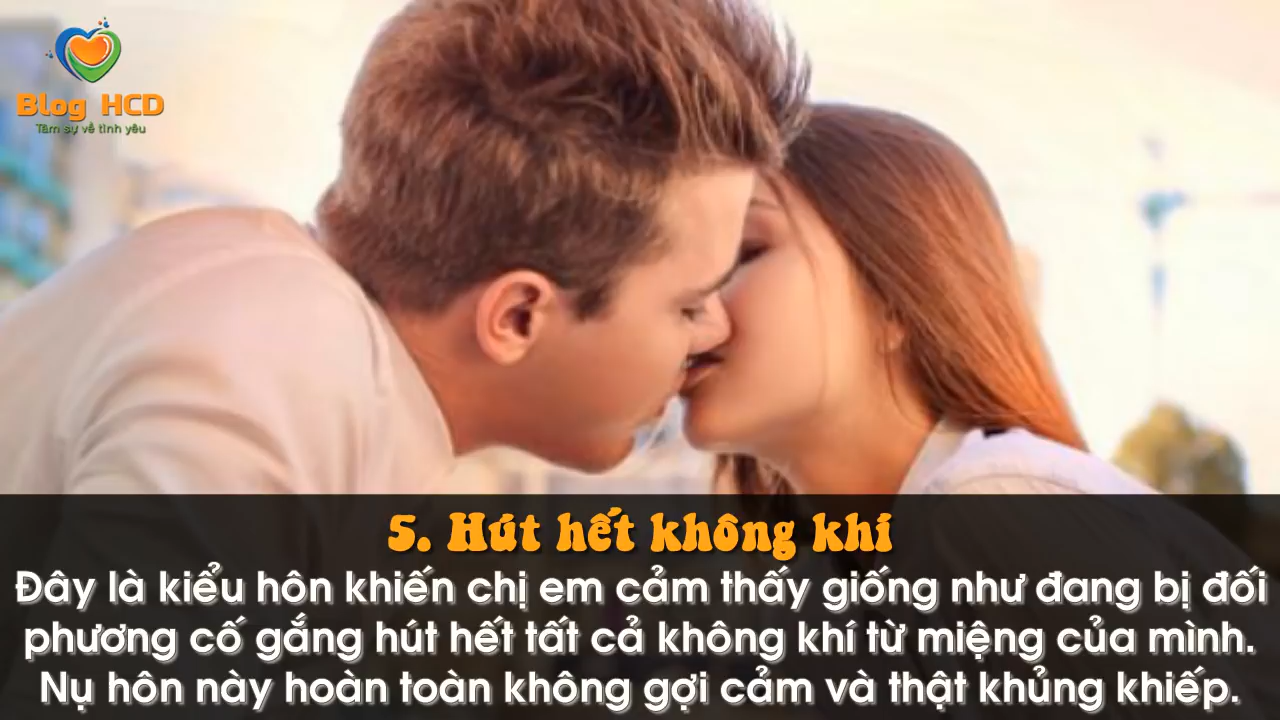 Blog HCD
Tâm sự về tình yêu
5. Hút hết không khí
Đây là kiểu hôn khiến chị em cảm thấy giống như đang bị đối
phương cố gắng hút hết tất cả không khí từ miệng của mình.
Nụ hôn này hoàn toàn không gợi cảm và thật khủng khiếp.